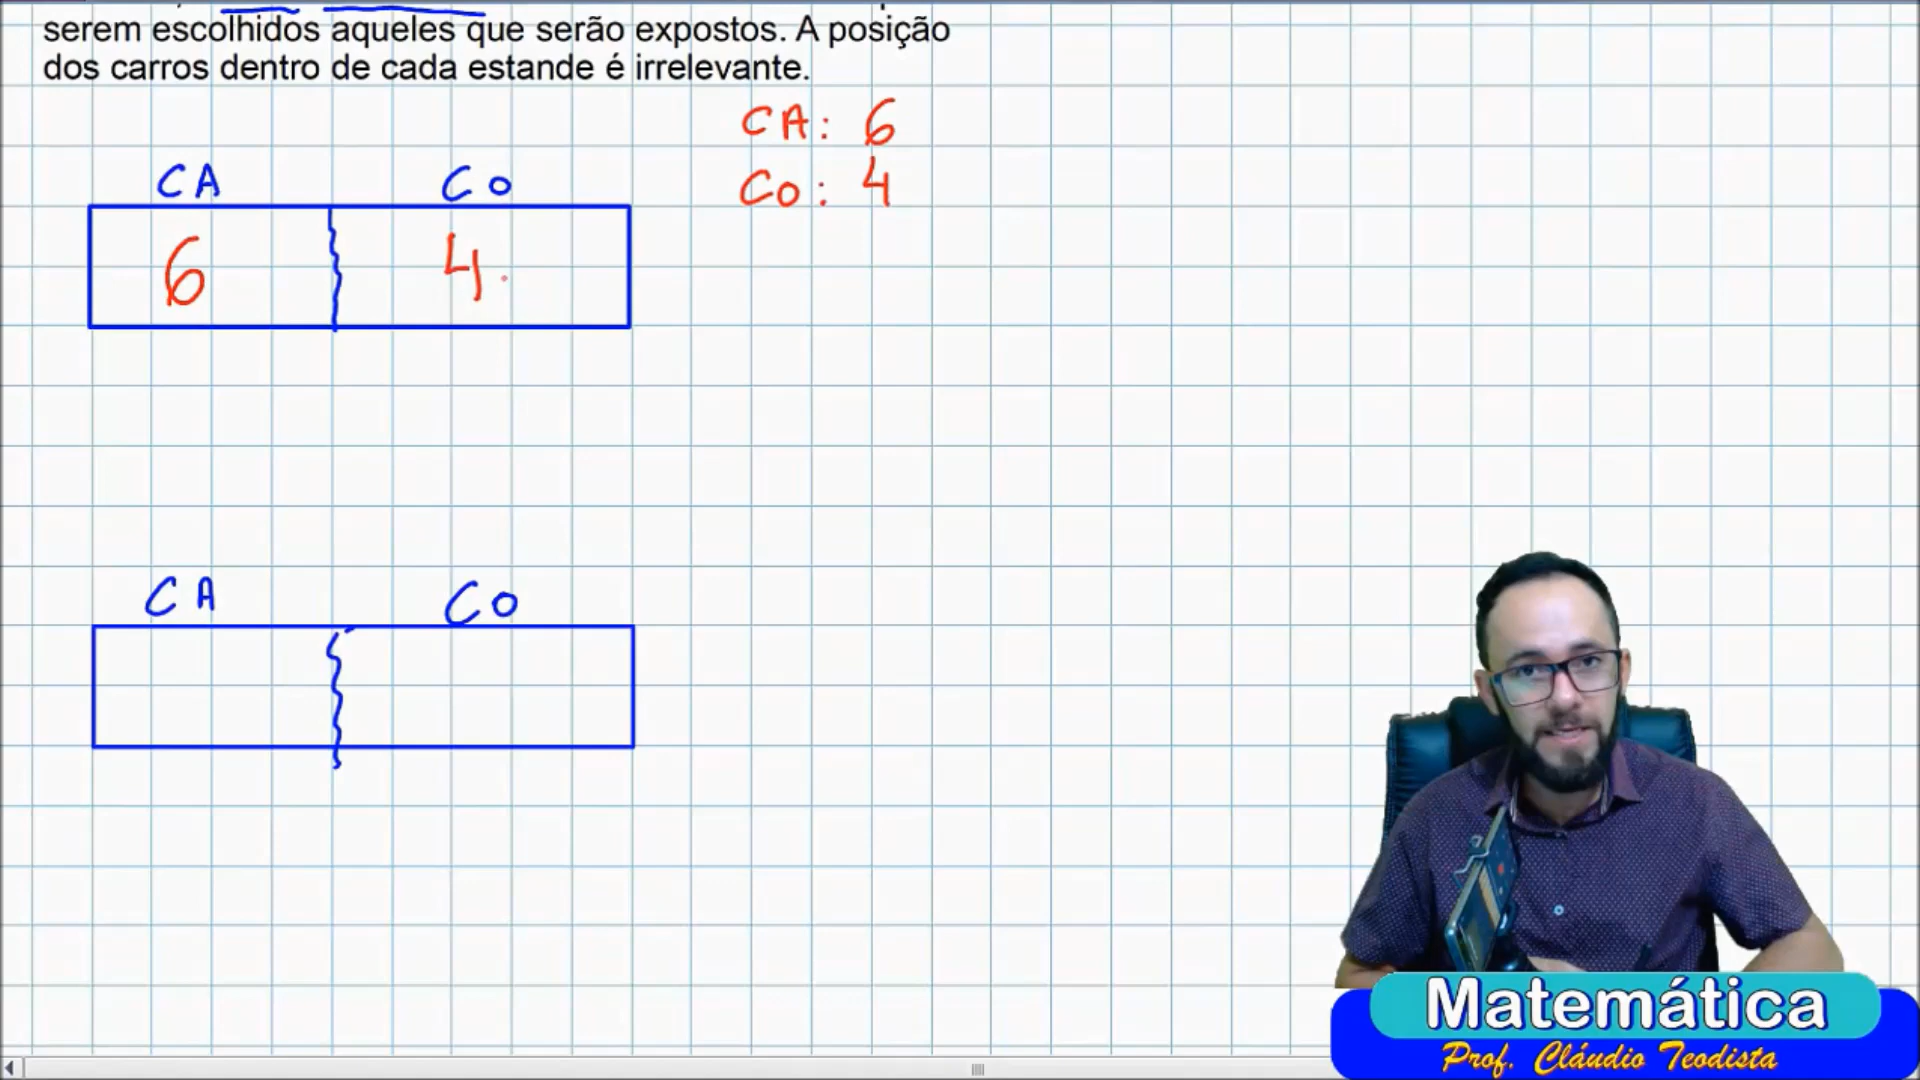 serem escolhidos aqueles que serão expostos. A posição
dos carros dentro de cada estande é irrelevante.
CA: 6
CO: 4
CA CO
6 4
CA CO
Matemática
Prof. Cláudio Teodista